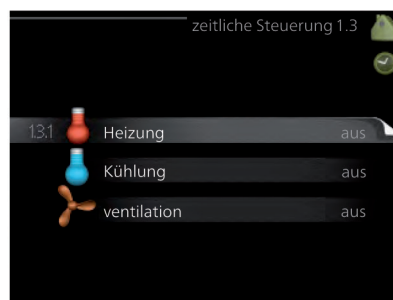 zeitliche Steuerung 1.3
1.3.1 Heizung aus
Kühlung aus
ventilation aus